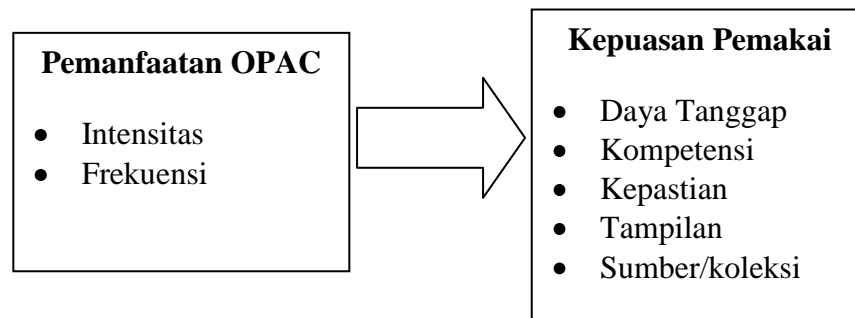 Pemanfaatan OPAC
• Intensitas
• Frekuensi
Kepuasan Pemakai
• Daya Tanggap
• Kompetensi
• Kepastian
• Tampilan
• Sumber/koleksi